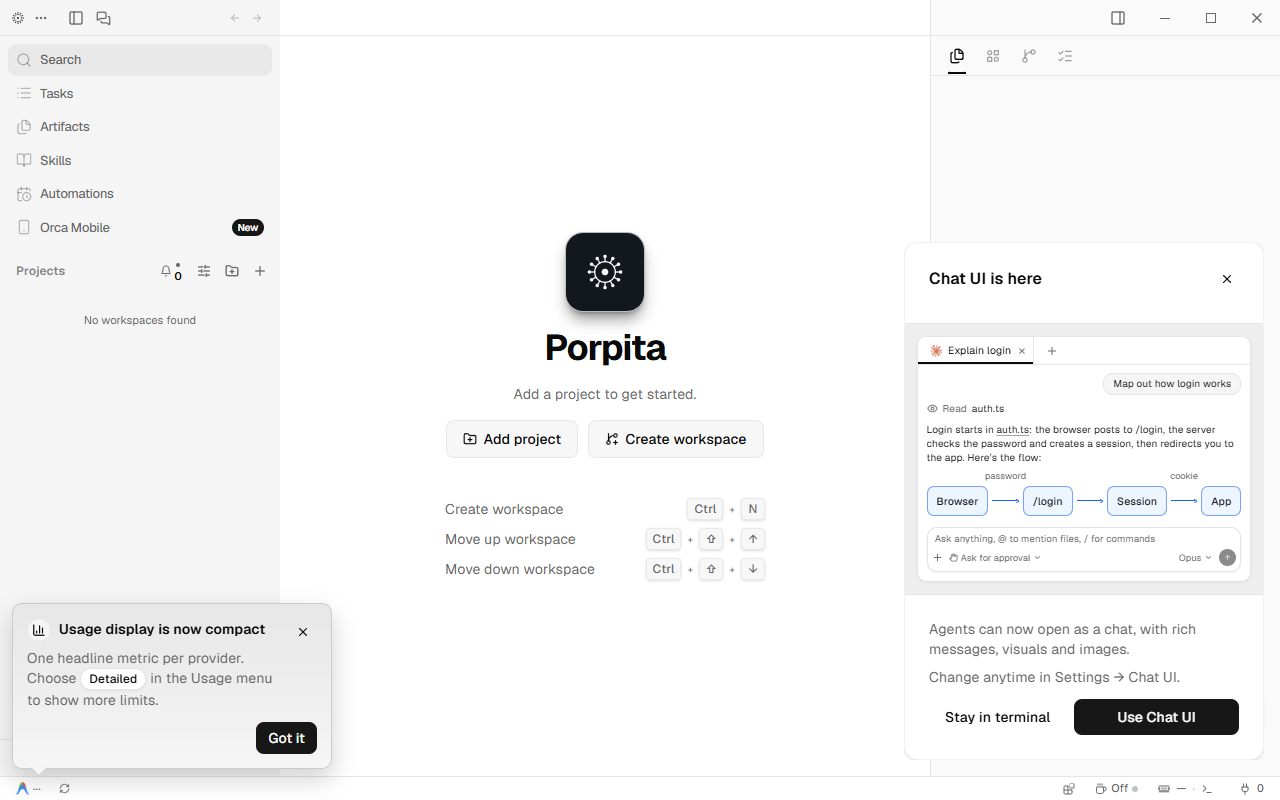 Search
Tasks
Artifacts
Skills
Automations
Orca Mobile
New
Projects
0
No workspaces found
Porpita
Add a project to get started.
Add project
Create workspace
Create workspace
Ctrl + N
Move up workspace
Ctrl + ⇧ + ↑
Move down workspace
Ctrl + ⇧ + ↓
Usage display is now compact
One headline metric per provider.
Choose Detailed in the Usage menu
to show more limits.
Got it
Chat UI is here
Explain login
Map out how login works
Read auth.ts
Login starts in auth.ts: the browser posts to /login, the server
checks the password and creates a session, then redirects you to
the app. Here's the flow:
password
cookie
Browser
/login
Session
App
Ask anything, @ to mention files, / for commands
Ask for approval
Opus
Agents can now open as a chat, with rich
messages, visuals and images.
Change anytime in Settings → Chat UI.
Stay in terminal
Use Chat UI
Off
0